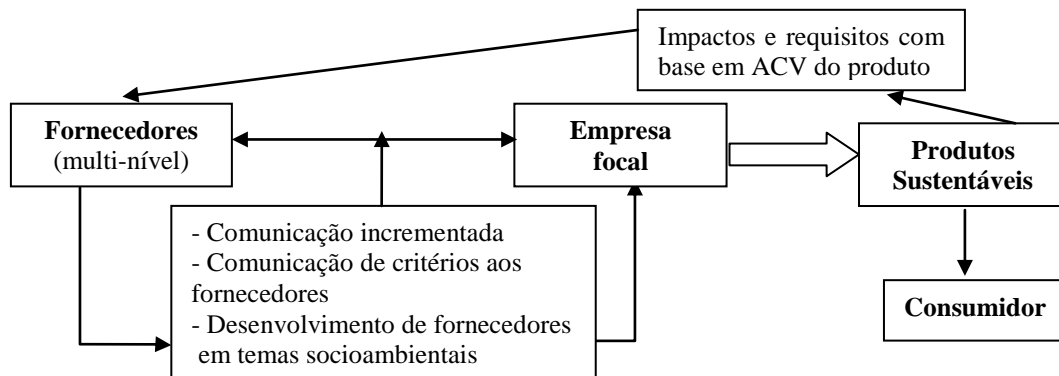 Impactos e requisitos com
base em ACV do produto
Fornecedores
(multi-nível)
Empresa
focal
Produtos
Sustentáveis
- Comunicação incrementada
- Comunicação de critérios aos
fornecedores
- Desenvolvimento de fornecedores
em temas socioambientais
Consumidor